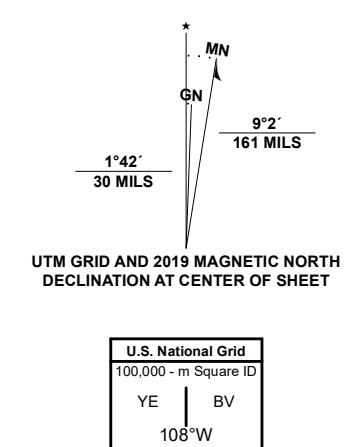 ★
MN
GN
9°2´
161 MILS
1°42´
30 MILS
UTM GRID AND 2019 MAGNETIC NORTH
DECLINATION AT CENTER OF SHEET
U.S. National Grid
100,000 - m Square ID
YE BV
108°W